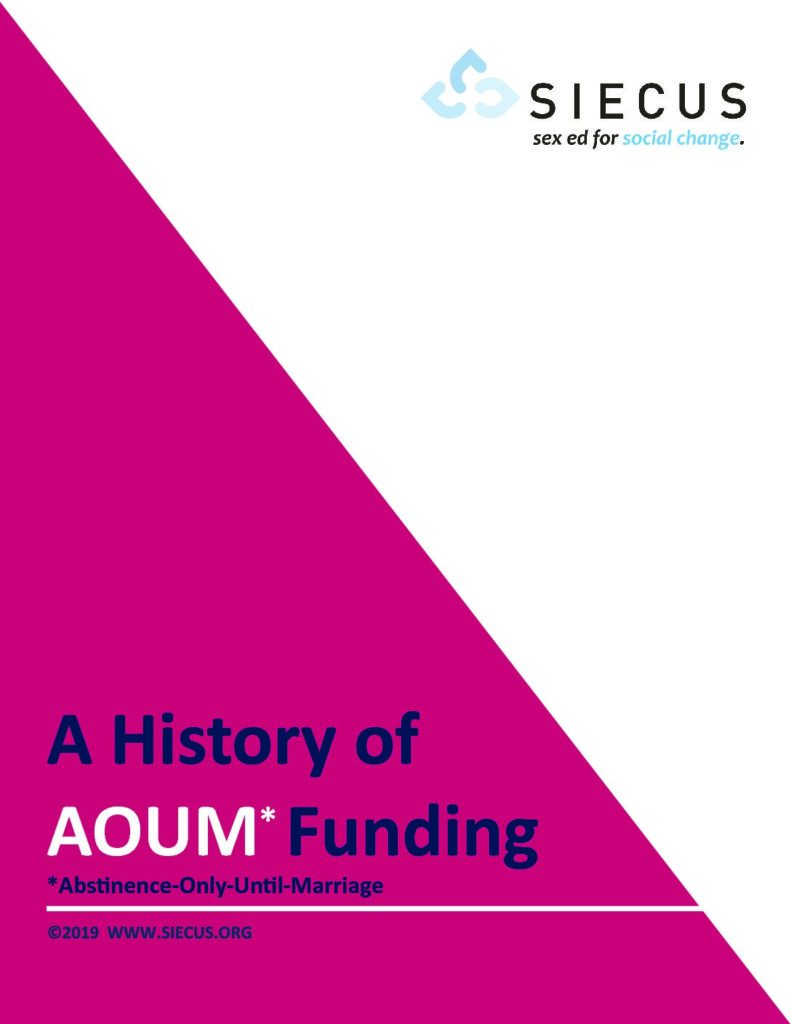 SIECUS
sex ed for social change.
A History of
AOUM* Funding
*Abstinence-Only-Until-Marriage
©2019 WWW.SIECUS.ORG